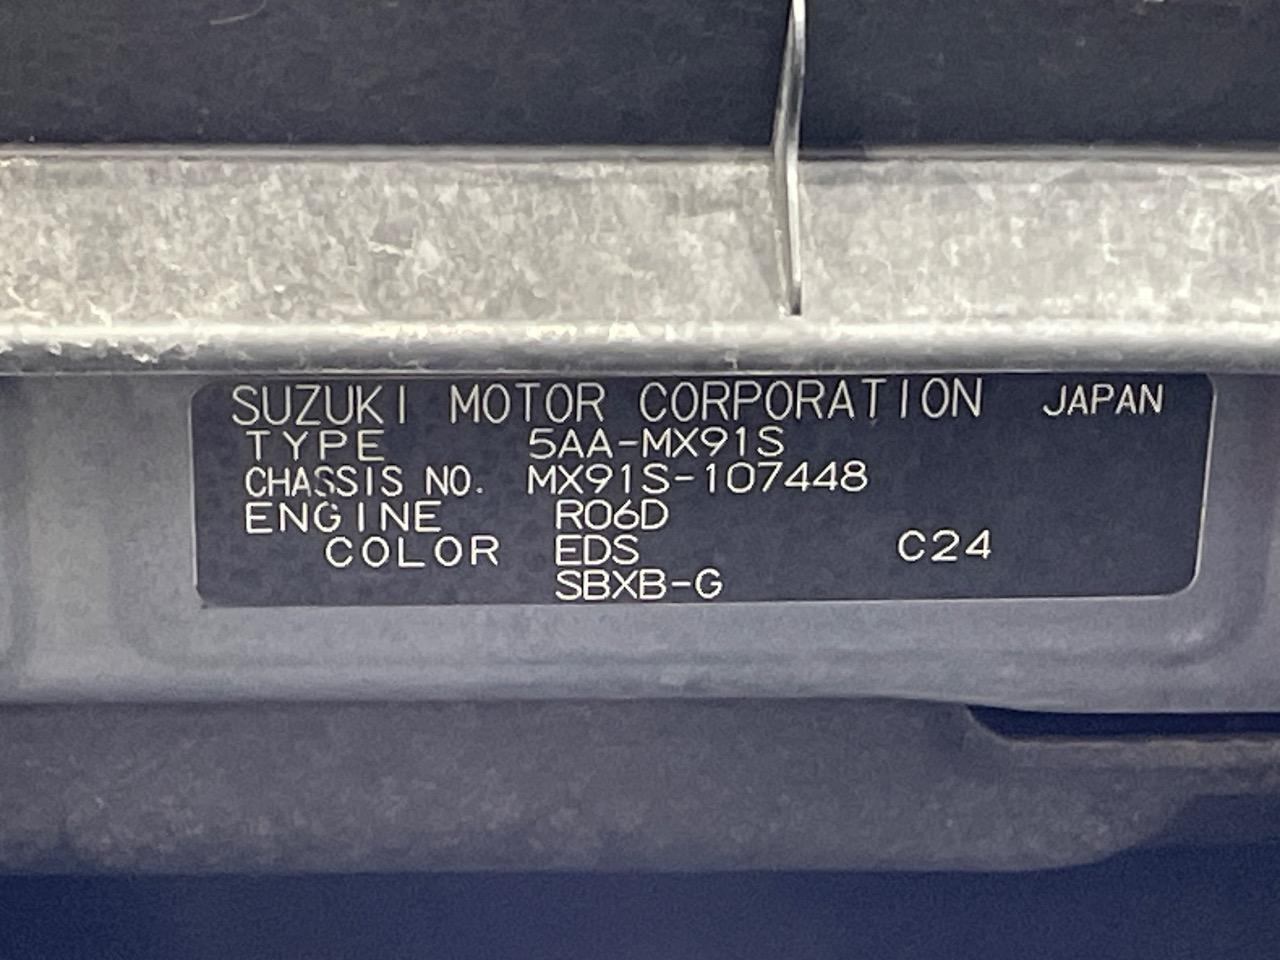 SUZUKI MOTOR CORPORATION JAPAN
TYPE 5AA-MX91S
CHASSIS NO. MX91S-107448
ENGINE R06D
COLOR EDS C24
SBXB-G